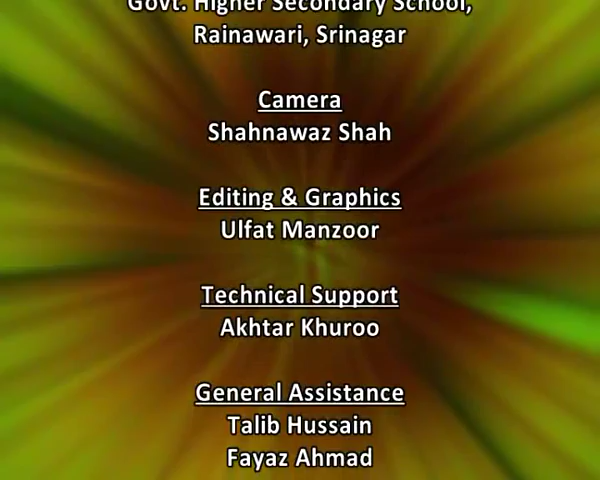 Govt. Higher Secondary School,
Rainawari, Srinagar
Camera
Shahnawaz Shah
Editing & Graphics
Ulfat Manzoor
Technical Support
Akhtar Khuroo
General Assistance
Talib Hussain
Fayaz Ahmad